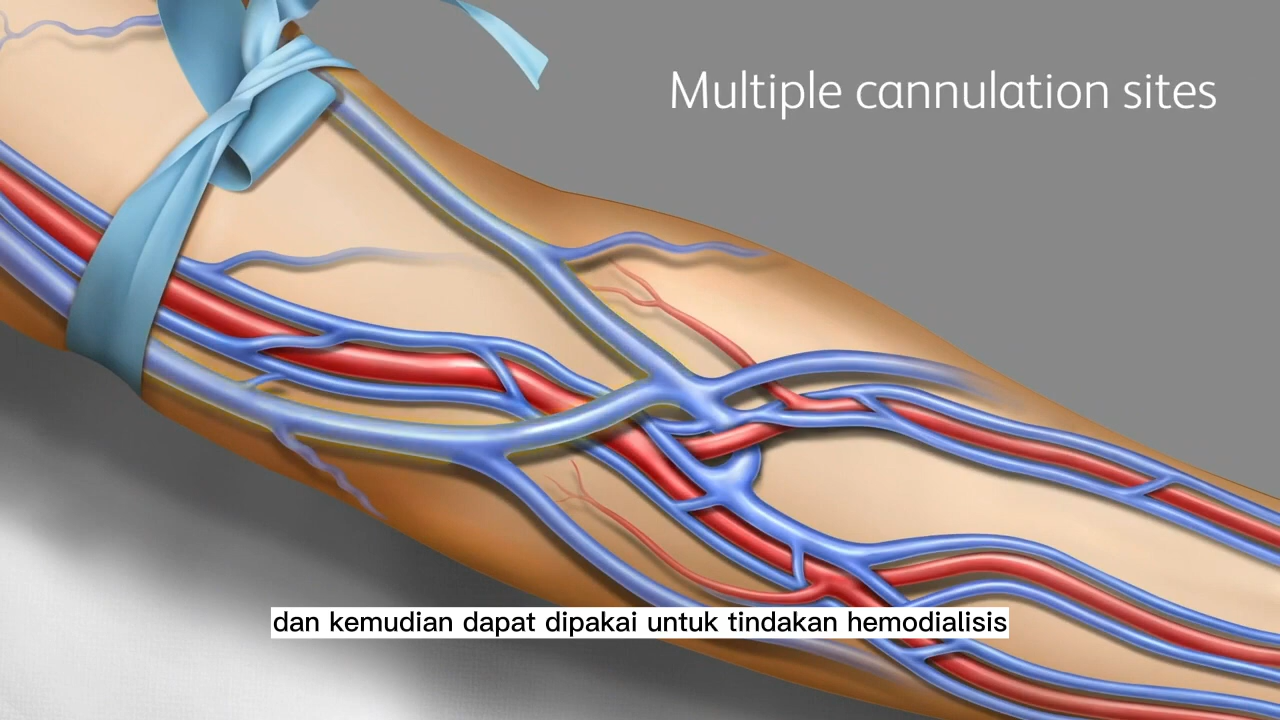 Multiple cannulation sites
dan kemudian dapat dipakai untuk tindakan hemodialisis